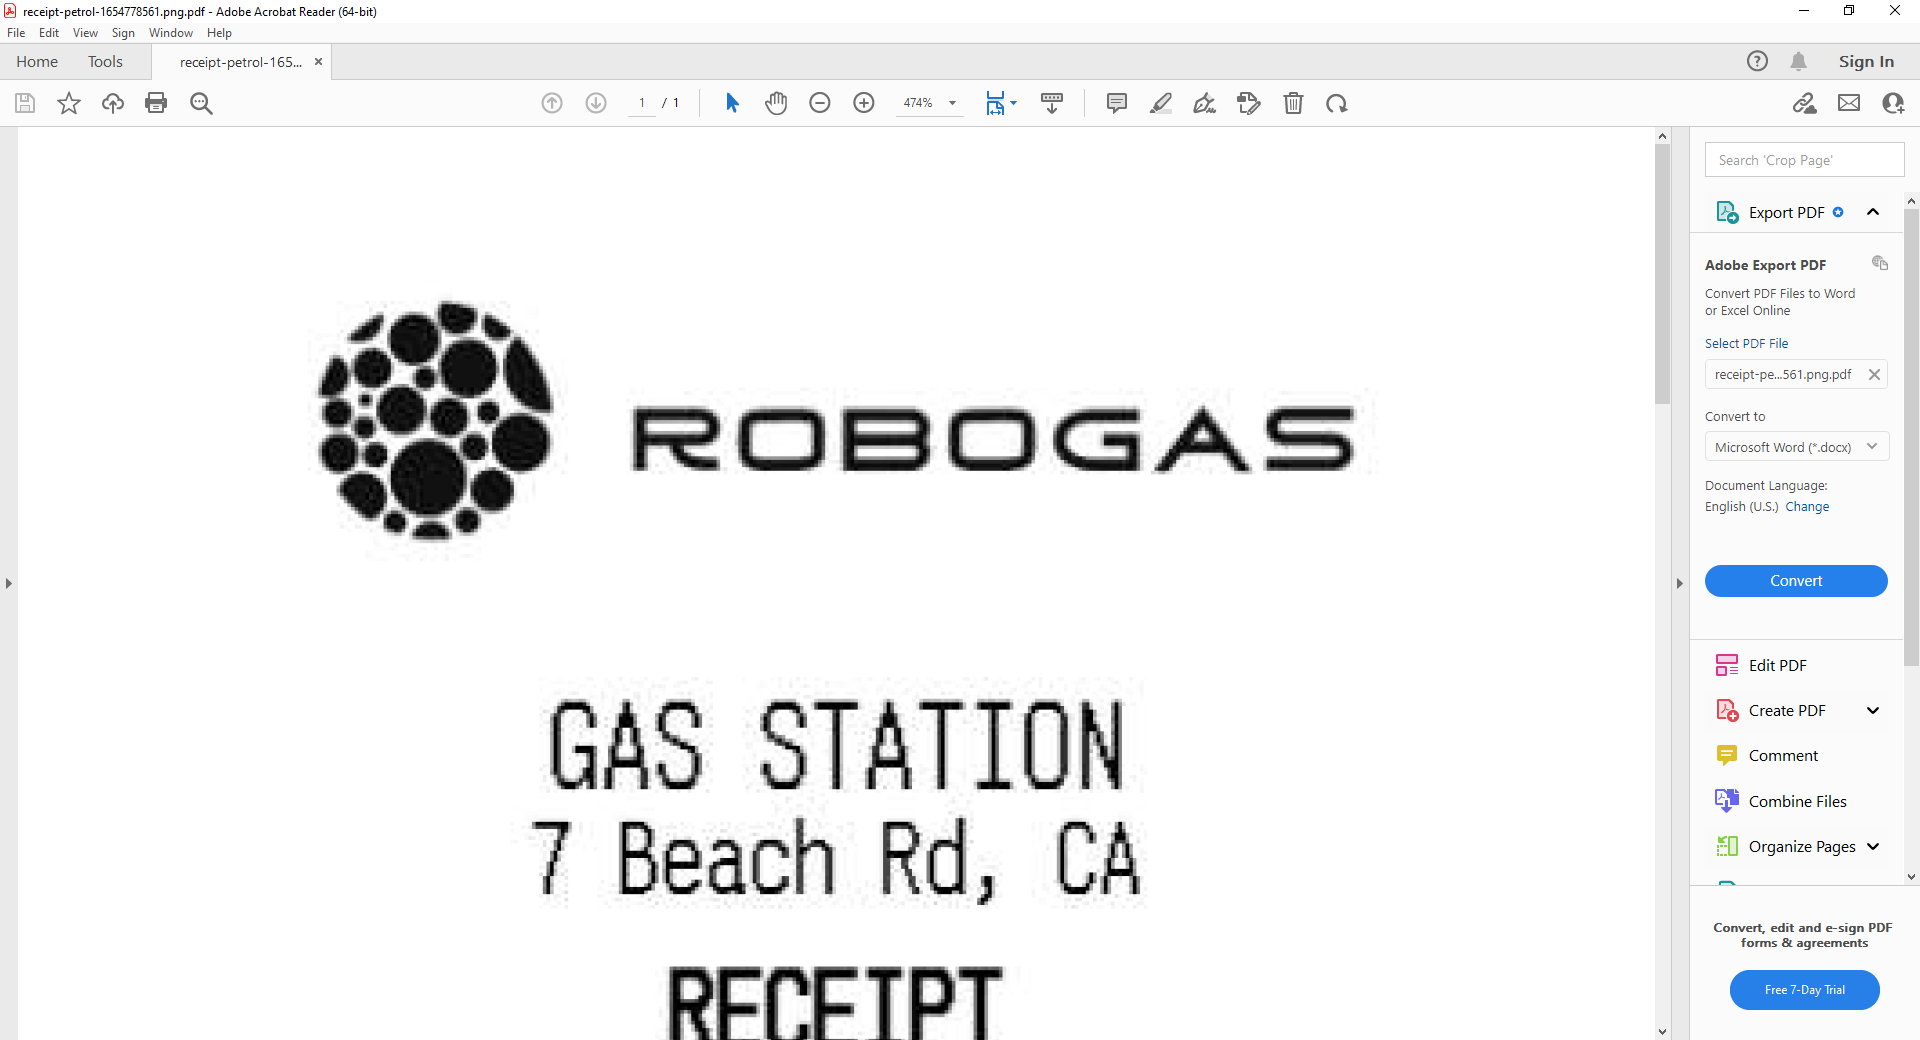 receipt-petrol-1654778561.png.pdf - Adobe Acrobat Reader (64-bit)
File Edit View Sign Window Help
Home Tools receipt-petrol-165... Sign In
1 / 1 474%
Search 'Crop Page'
Export PDF
Adobe Export PDF
Convert PDF Files to Word
or Excel Online
Select PDF File
receipt-pe...561.png.pdf
Convert to
Microsoft Word (*.docx)
Document Language:
English (U.S.) Change
Convert
Edit PDF
Create PDF
Comment
Combine Files
Organize Pages
Convert, edit and e-sign PDF
forms & agreements
Free 7-Day Trial
ROBOGAS
GAS STATION
7 Beach Rd, CA
RECEIPT